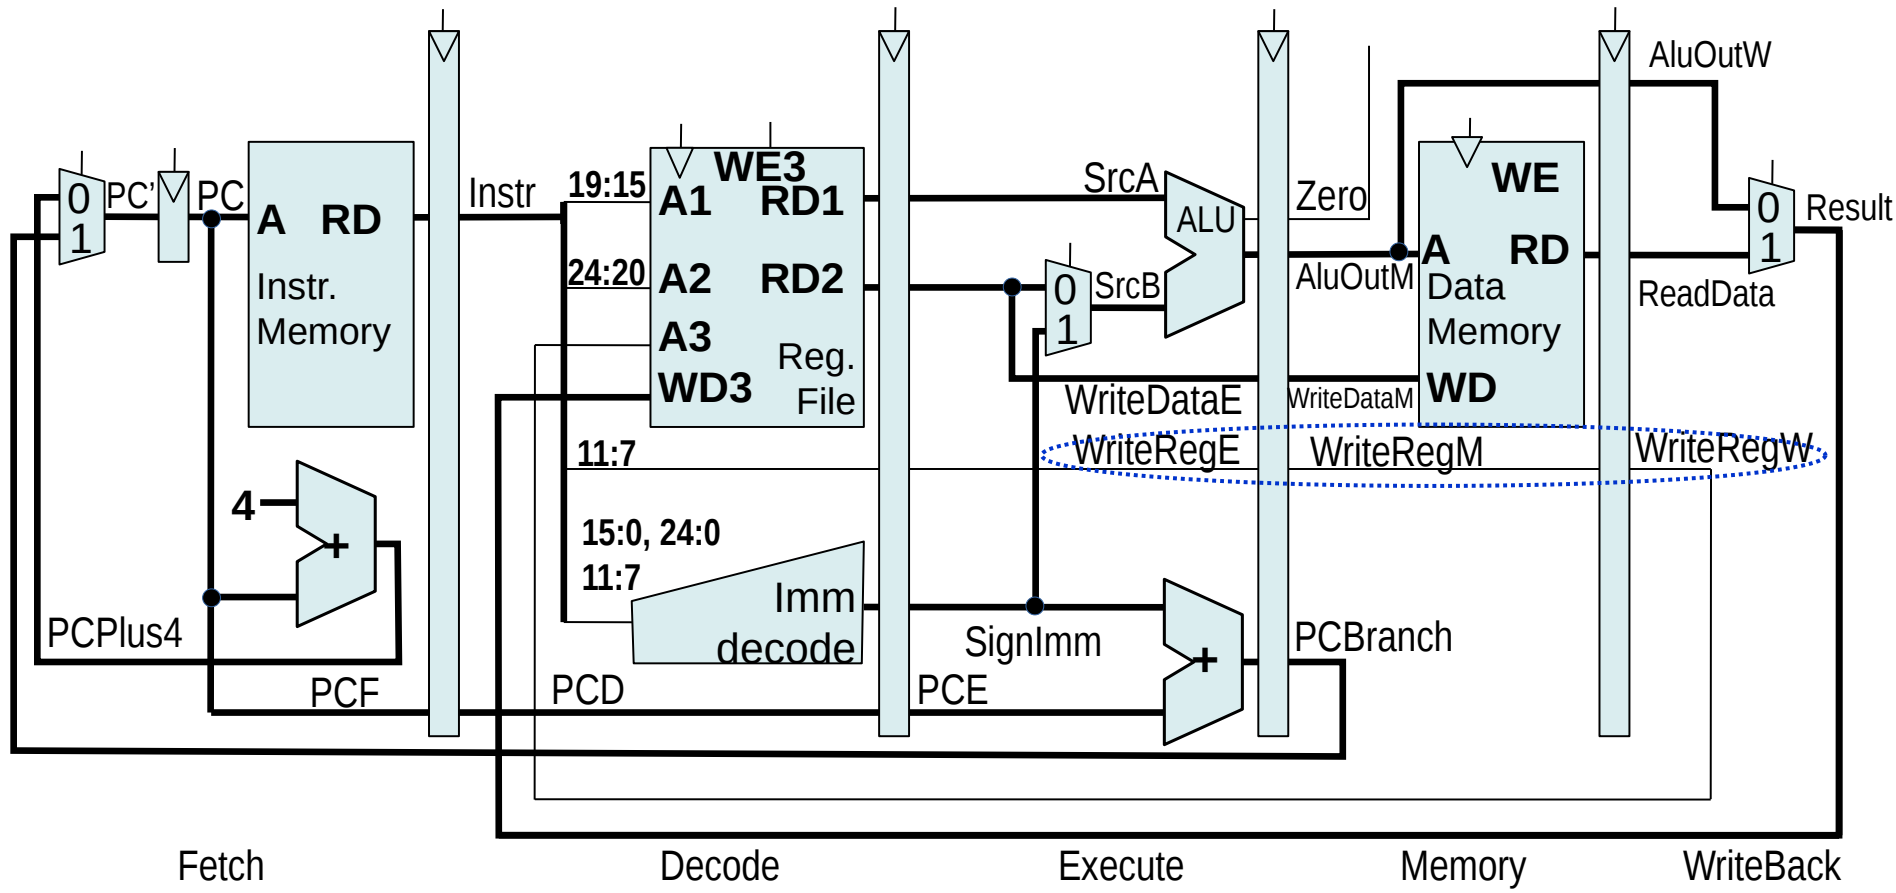 AluOutW
0
1
PC’
PC
A RD
Instr.
Memory
Instr
19:15
24:20
WE3
A1 RD1
A2 RD2
A3
Reg.
WD3
File
SrcA
ALU
Zero
0
1
SrcB
AluOutM
WE
A RD
Data
Memory
WD
0
1
Result
ReadData
WriteDataE
WriteDataM
11:7
WriteRegE
WriteRegM
WriteRegW
4
+
15:0, 24:0
11:7
Imm
decode
PCPlus4
SignImm
+
PCBranch
PCF
PCD
PCE
Fetch
Decode
Execute
Memory
WriteBack